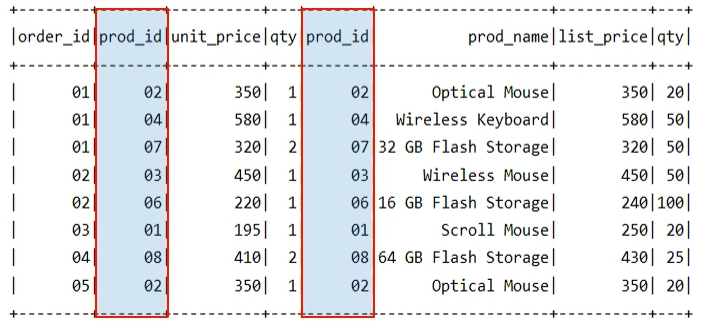 +--------+-------+----------+---+-------+----------------+----------+---+
|order_id|prod_id|unit_price|qty|prod_id|       prod_name|list_price|qty|
+--------+-------+----------+---+-------+----------------+----------+---+
|      01|     02|       350|  1|     02|   Optical Mouse|       350| 20|
|      01|     04|       580|  1|     04|Wireless Keyboard|       580| 50|
|      01|     07|       320|  2|     07|32 GB Flash Storage|       320| 50|
|      02|     03|       450|  1|     03|  Wireless Mouse|       450| 50|
|      02|     06|       220|  1|     06|16 GB Flash Storage|       240|100|
|      03|     01|       195|  1|     01|    Scroll Mouse|       250| 20|
|      04|     08|       410|  2|     08|64 GB Flash Storage|       430| 25|
|      05|     02|       350|  1|     02|   Optical Mouse|       350| 20|
+--------+-------+----------+---+-------+----------------+----------+---+